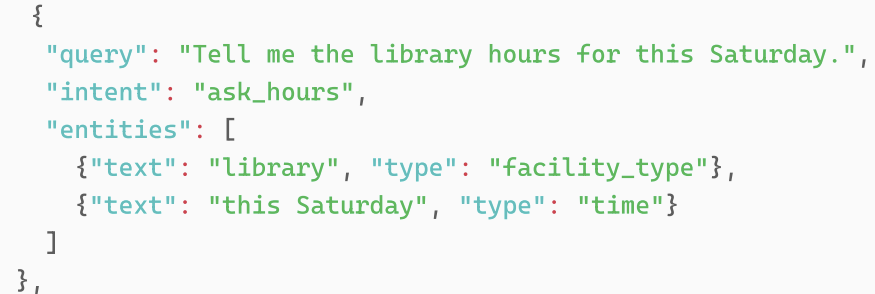 {
"query": "Tell me the library hours for this Saturday.",
"intent": "ask_hours",
"entities": [
{"text": "library", "type": "facility_type"},
{"text": "this Saturday", "type": "time"}
]
},